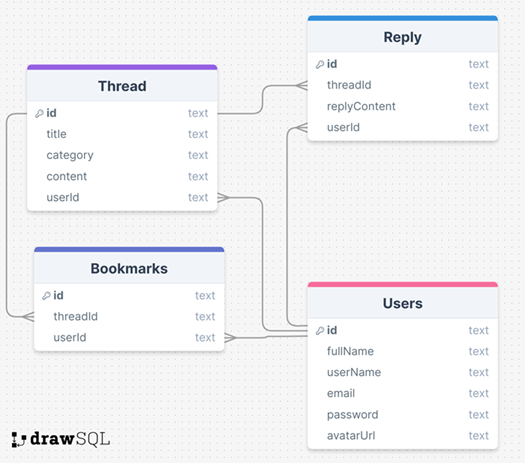 Thread
id text
title text
category text
content text
userId text
Reply
id text
threadId text
replyContent text
userId text
Bookmarks
id text
threadId text
userId text
Users
id text
fullName text
userName text
email text
password text
avatarUrl text
drawSQL